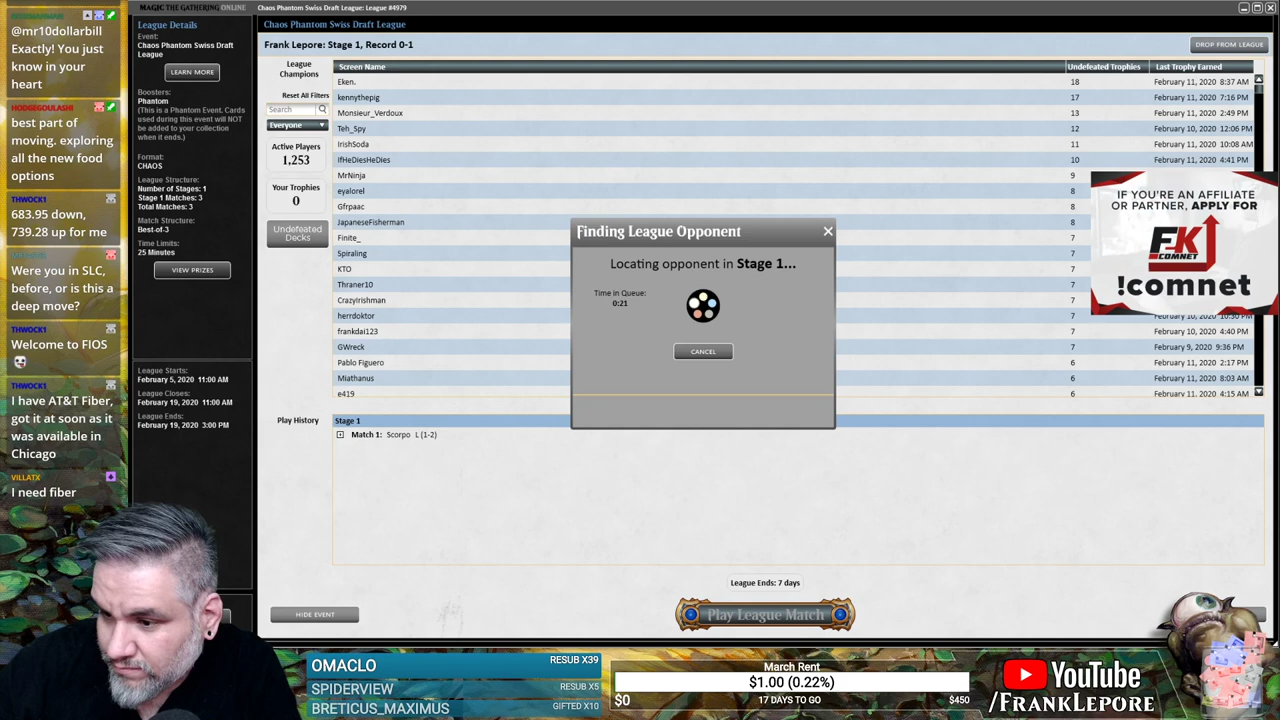 @mr10dollarbill
Exactly! You just
know in your
heart
HODGEGOULASH
best part of
moving. exploring
all the new food
options
THWOCK1
683.95 down,
739.28 up for me
Were you in SLC,
before, or is this a
deep move?
THWOCK1
Welcome to FIOS
THWOCK1
I have AT&T Fiber,
got it as soon as it
was available in
Chicago
VILLATX
I need fiber
MAGIC THE GATHERING ONLINE
Chaos Phantom Swiss Draft League: League #4979
League Details
Event:
Chaos Phantom Swiss Draft
League
LEARN MORE
Boosters:
Phantom
(This is a Phantom Event. Cards
used during this event will NOT
be added to your collection
when it ends.)
Format:
CHAOS
League Structure:
Number of Stages: 1
Stage 1 Matches: 3
Total Matches: 3
Match Structure:
Best-of-3
Time Limits:
25 Minutes
VIEW PRIZES
League Starts:
February 5, 2020 11:00 AM
League Closes:
February 19, 2020 11:00 AM
League Ends:
February 19, 2020 3:00 PM
Chaos Phantom Swiss Draft League
Frank Lepore: Stage 1, Record 0-1
DROP FROM LEAGUE
League
Champions
Reset All Filters
Search
Everyone
Active Players
1,253
Your Trophies
0
Undefeated
Decks
Screen Name Undefeated Trophies Last Trophy Earned
Eken. 18 February 11, 2020 8:37 AM
kennythepig 17 February 11, 2020 7:16 PM
Monsieur_Verdoux 13 February 11, 2020 2:49 PM
Teh_Spy 12 February 10, 2020 12:06 PM
IrishSoda 11 February 11, 2020 10:08 AM
IfHeDiesHeDies 10 February 11, 2020 4:41 PM
MrNinja 9
eyalorel 8
Gfrpaac 8
JapaneseFisherman 8
Finite_ 7
Spiraling 7
KTO 7
Thraner10 7
CrazyIrishman 7
herrdoktor 7 February 10, 2020 10:30 PM
frankdai123 7 February 10, 2020 4:40 PM
GWreck 7 February 9, 2020 9:36 PM
Pablo Figuero 6 February 11, 2020 2:17 PM
Miathanus 6 February 11, 2020 8:03 AM
e419 6 February 11, 2020 4:15 AM
Finding League Opponent
Locating opponent in Stage 1...
Time in Queue:
0:21
CANCEL
IF YOU'RE AN AFFILIATE
OR PARTNER, APPLY FOR
F2K
COMNET
!comnet
Play History
Stage 1
Match 1: Scorpo L (1-2)
League Ends: 7 days
HIDE EVENT
Play League Match
OMACLO RESUB X39
SPIDERVIEW RESUB X5
BRETICUS_MAXIMUS GIFTED X10
March Rent
$1.00 (0.22%)
$0 17 DAYS TO GO $450
YouTube
/FRANKLEPORE